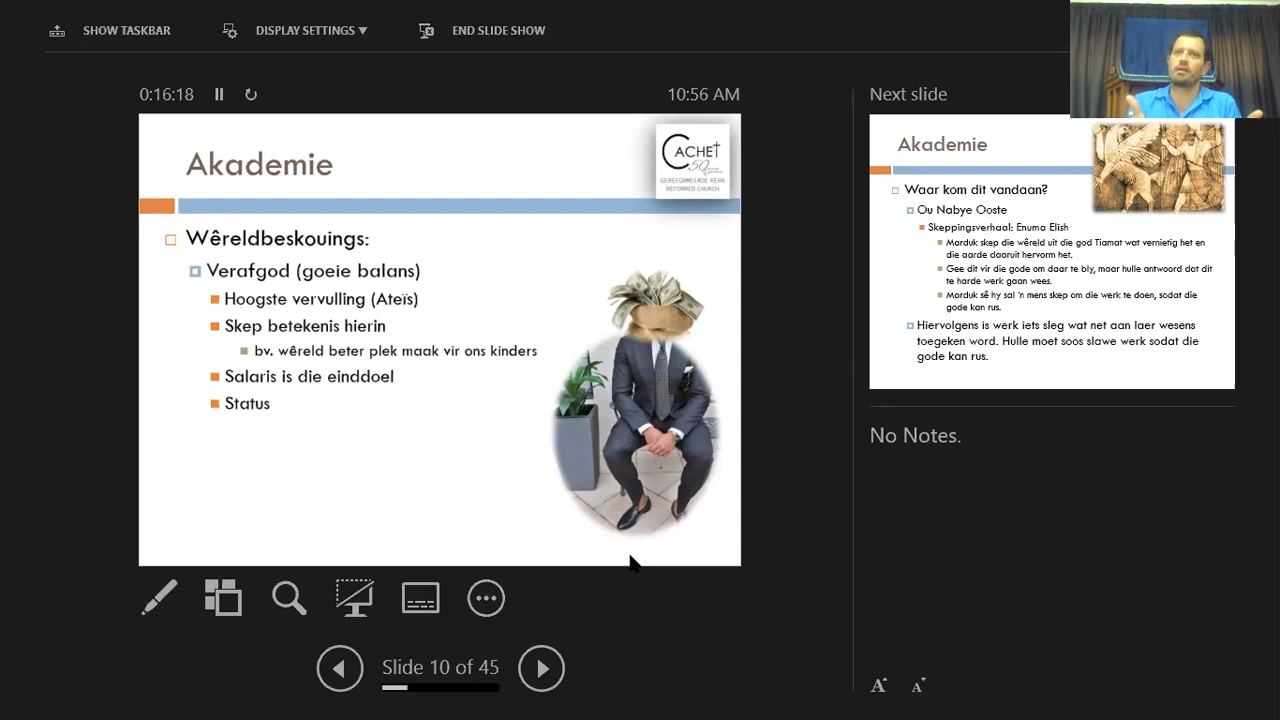 SHOW TASKBAR
DISPLAY SETTINGS
END SLIDE SHOW
0:16:18
10:56 AM
Akademie
CACHET
50
GEREFORMEERDE KERK
REFORMED CHURCH
Wêreldbeskouings:
Verafgod (goeie balans)
Hoogste vervulling (Ateïs)
Skep betekenis hierin
bv. wêreld beter plek maak vir ons kinders
Salaris is die einddoel
Status
Slide 10 of 45
Next slide
Akademie
Waar kom dit vandaan?
Ou Nabye Ooste
Skeppingsverhaal: Enuma Elish
Marduk skep die wêreld uit die god Tiamat wat vernietig het en
die aarde daaruit hervorm het.
Gee dit vir die gode om daar te bly, maar hulle antwoord dat dit
te harde werk gaan wees.
Marduk sê hy sal 'n mens skep om die werk te doen, sodat die
gode kan rus.
Hiervolgens is werk iets sleg wat net aan laer wesens
toegeken word. Hulle moet soos slawe werk sodat die
gode kan rus.
No Notes.
A A